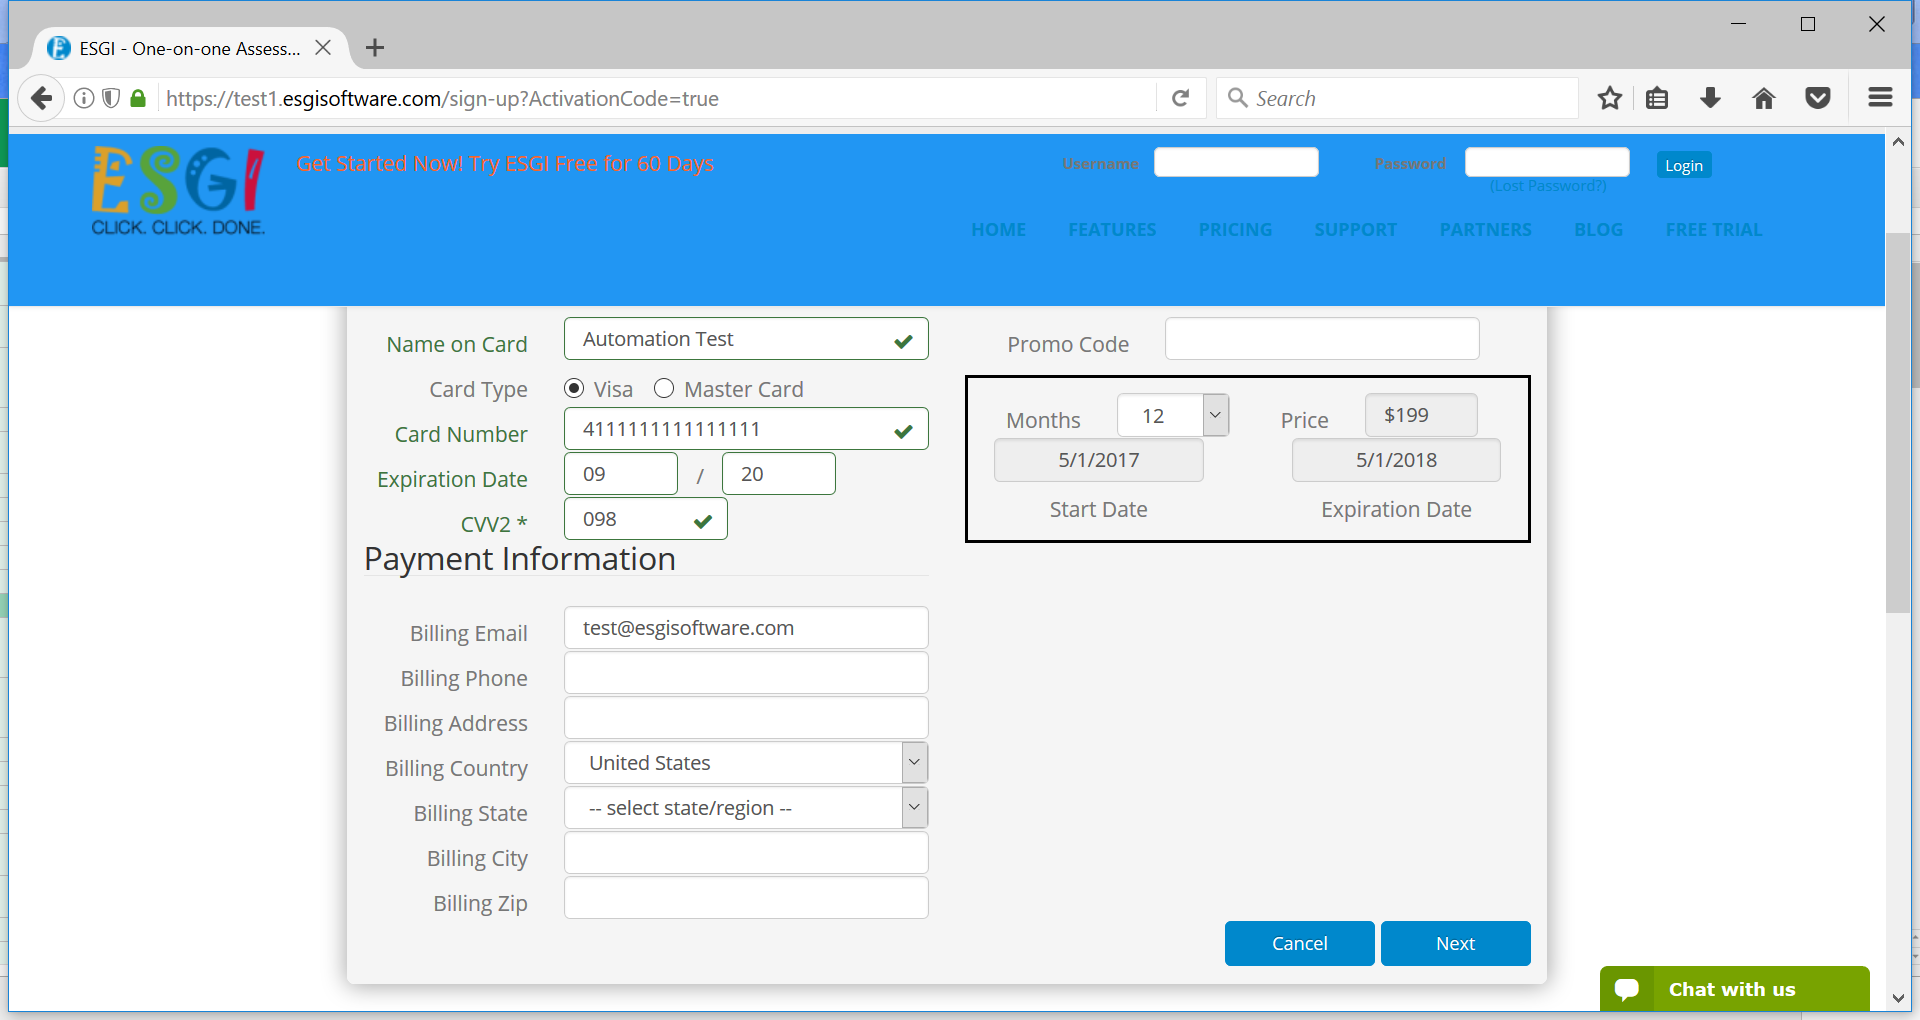 ESGI - One-on-one Assess...
https://test1.esgisoftware.com/sign-up?ActivationCode=true
Search
ESGI
CLICK. CLICK. DONE.
Get Started Now! Try ESGI Free for 60 Days
Username
Password
Login
(Lost Password?)
HOME FEATURES PRICING SUPPORT PARTNERS BLOG FREE TRIAL
Name on Card Automation Test
Card Type Visa Master Card
Card Number 4111111111111111
Expiration Date 09 / 20
CVV2 * 098
Promo Code
Months 12 Price $199
5/1/2017 5/1/2018
Start Date Expiration Date
Payment Information
Billing Email test@esgisoftware.com
Billing Phone
Billing Address
Billing Country United States
Billing State -- select state/region --
Billing City
Billing Zip
Cancel Next
Chat with us